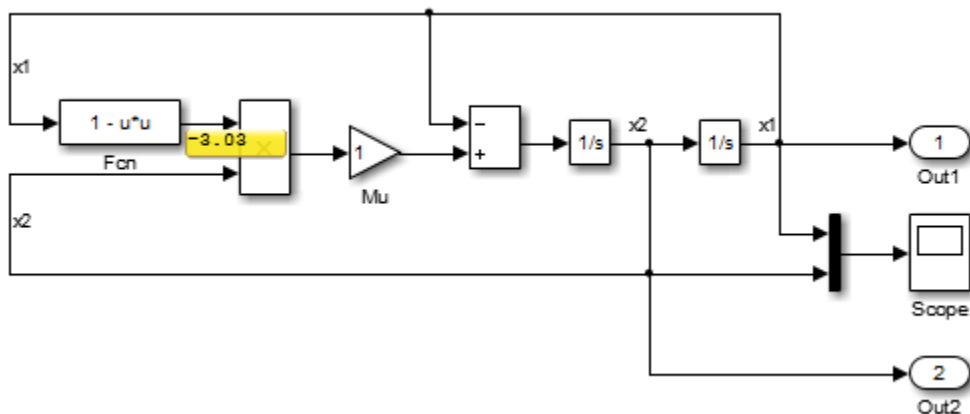 x1
1 - u*u
-3.03
×
Fcn
1
Mu
−
+
1/s
x2
1/s
x1
1
Out1
x2
Scope
2
Out2